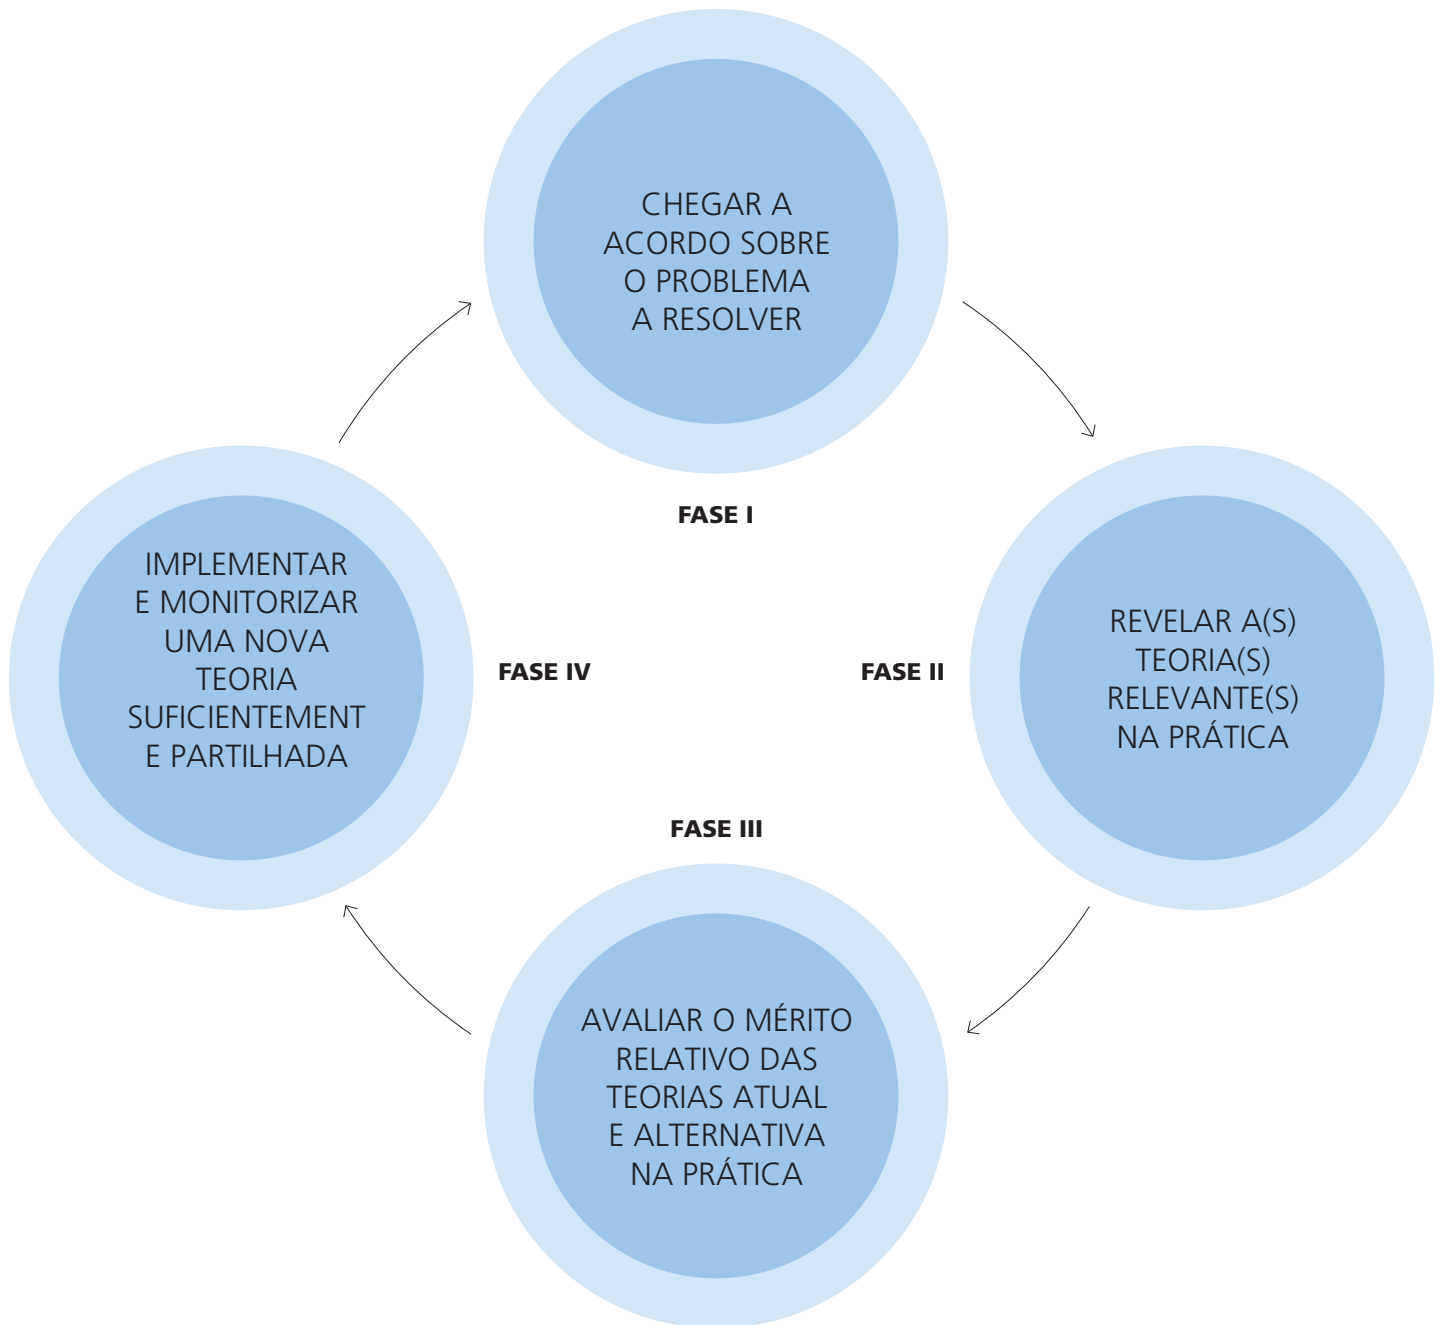 CHEGAR A
ACORDO SOBRE
O PROBLEMA
A RESOLVER
FASE I
REVELAR A(S)
TEORIA(S)
RELEVANTE(S)
NA PRÁTICA
FASE II
FASE III
AVALIAR O MÉRITO
RELATIVO DAS
TEORIAS ATUAL
E ALTERNATIVA
NA PRÁTICA
IMPLEMENTAR
E MONITORIZAR
UMA NOVA
TEORIA
SUFICIENTEMENT
E PARTILHADA
FASE IV